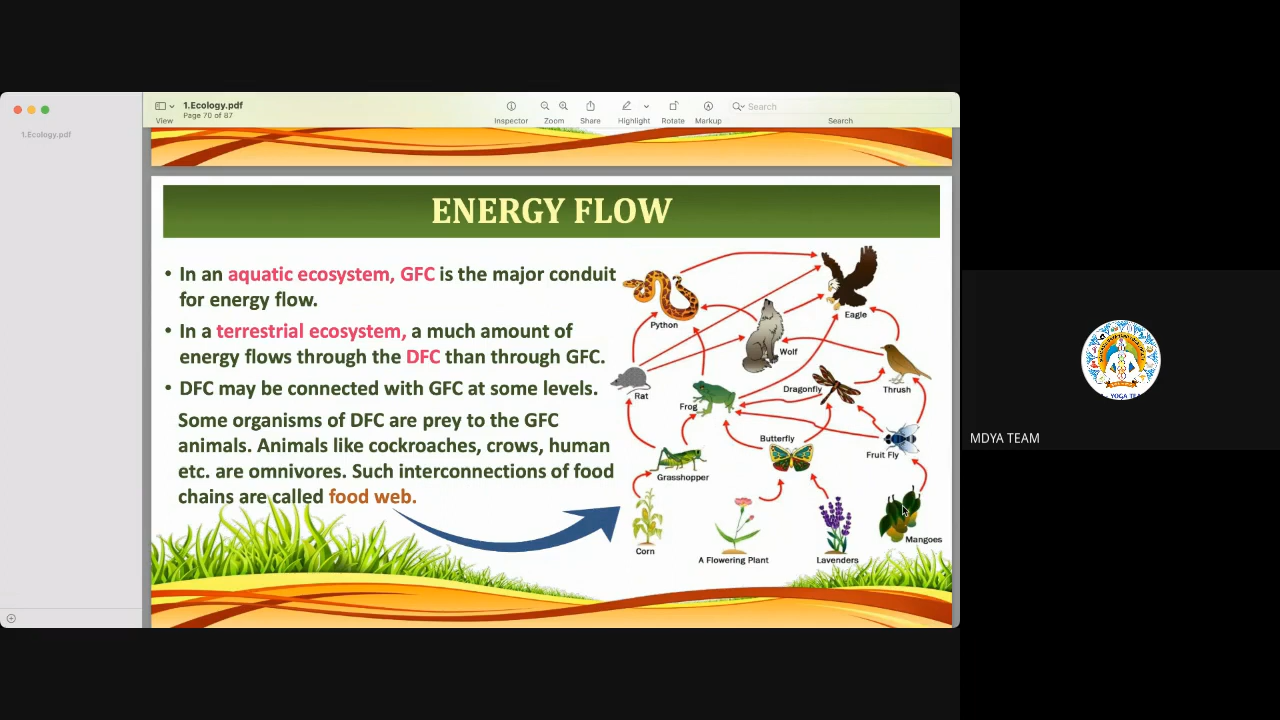 1.Ecology.pdf
Page 70 of 87
View
Inspector
Zoom
Share
Highlight
Rotate
Markup
Search
Search
1.Ecology.pdf
ENERGY FLOW
• In an aquatic ecosystem, GFC is the major conduit
for energy flow.
• In a terrestrial ecosystem, a much amount of
energy flows through the DFC than through GFC.
• DFC may be connected with GFC at some levels.
Some organisms of DFC are prey to the GFC
animals. Animals like cockroaches, crows, human
etc. are omnivores. Such interconnections of food
chains are called food web.
Python
Eagle
Wolf
Rat
Frog
Dragonfly
Thrush
Butterfly
Fruit Fly
Grasshopper
Corn
A Flowering Plant
Lavenders
Mangoes
MDYA TEAM